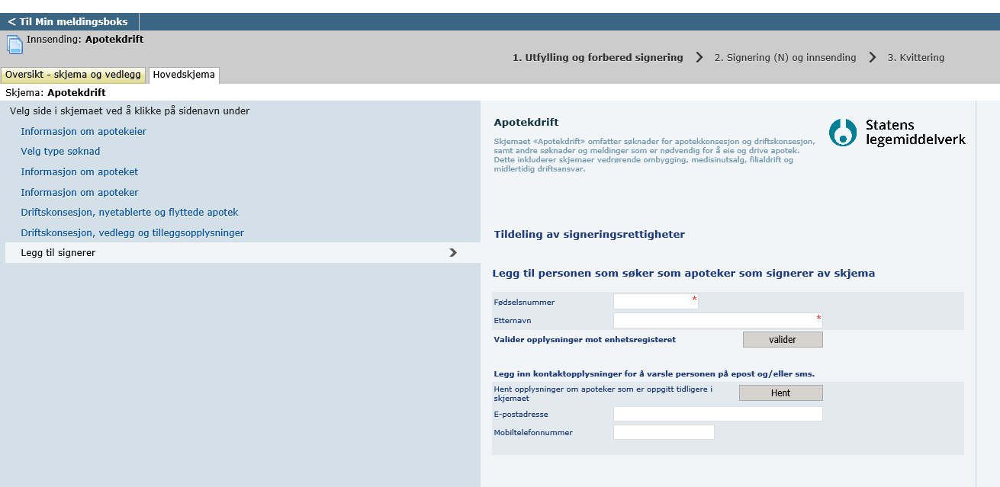 < Til Min meldingsboks
Innsending: Apotekdrift
1. Utfylling og forbered signering
2. Signering (N) og innsending
3. Kvittering
Oversikt - skjema og vedlegg
Hovedskjema
Skjema: Apotekdrift
Velg side i skjemaet ved å klikke på sidenavn under
Informasjon om apotekeier
Velg type søknad
Informasjon om apoteket
Informasjon om apoteker
Driftskonsesjon, nyetablerte og flyttede apotek
Driftskonsesjon, vedlegg og tilleggsopplysninger
Legg til signerer
Apotekdrift
Statens
legemiddelverk
Skjemaet «Apotekdrift» omfatter søknader for apotekkonsesjon og driftskonsesjon,
samt andre søknader og meldinger som er nødvendig for å eie og drive apotek.
Dette inkluderer skjemaer vedrørende ombygging, medisinutsalg, filialdrift og
midlertidig driftsansvar.
Tildeling av signeringsrettigheter
Legg til personen som søker som apoteker som signerer av skjema
Fødselsnummer *
Etternavn *
Valider opplysninger mot enhetsregisteret
valider
Legg inn kontaktopplysninger for å varsle personen på epost og/eller sms.
Hent opplysninger om apoteker som er oppgitt tidligere i
skjemaet
Hent
E-postadresse
Mobiltelefonnummer